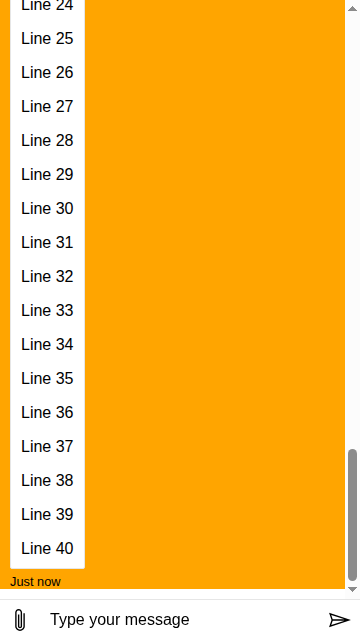 Line 24
Line 25
Line 26
Line 27
Line 28
Line 29
Line 30
Line 31
Line 32
Line 33
Line 34
Line 35
Line 36
Line 37
Line 38
Line 39
Line 40
Just now
Type your message